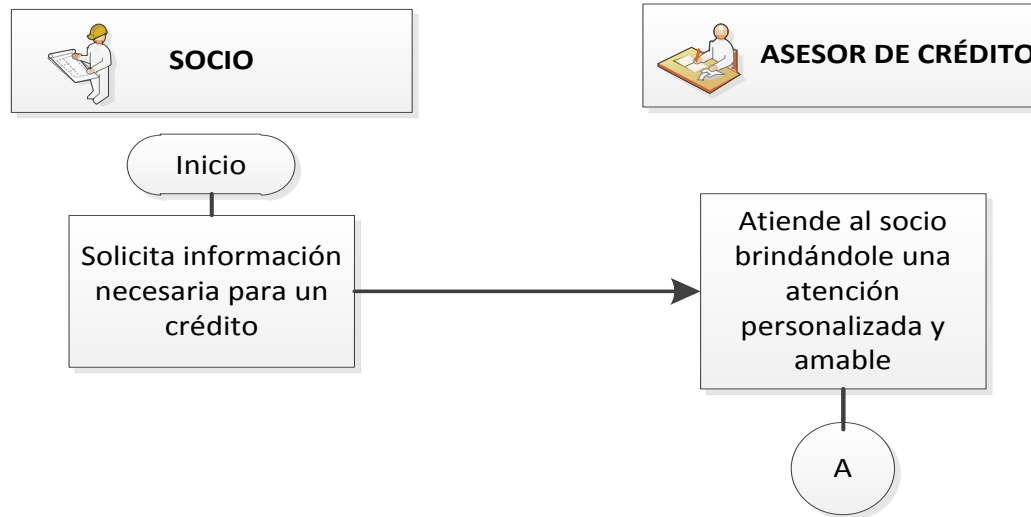 SOCIO
ASESOR DE CRÉDITO
Inicio
Solicita información
necesaria para un
crédito
Atiende al socio
brindándole una
atención
personalizada y
amable
A